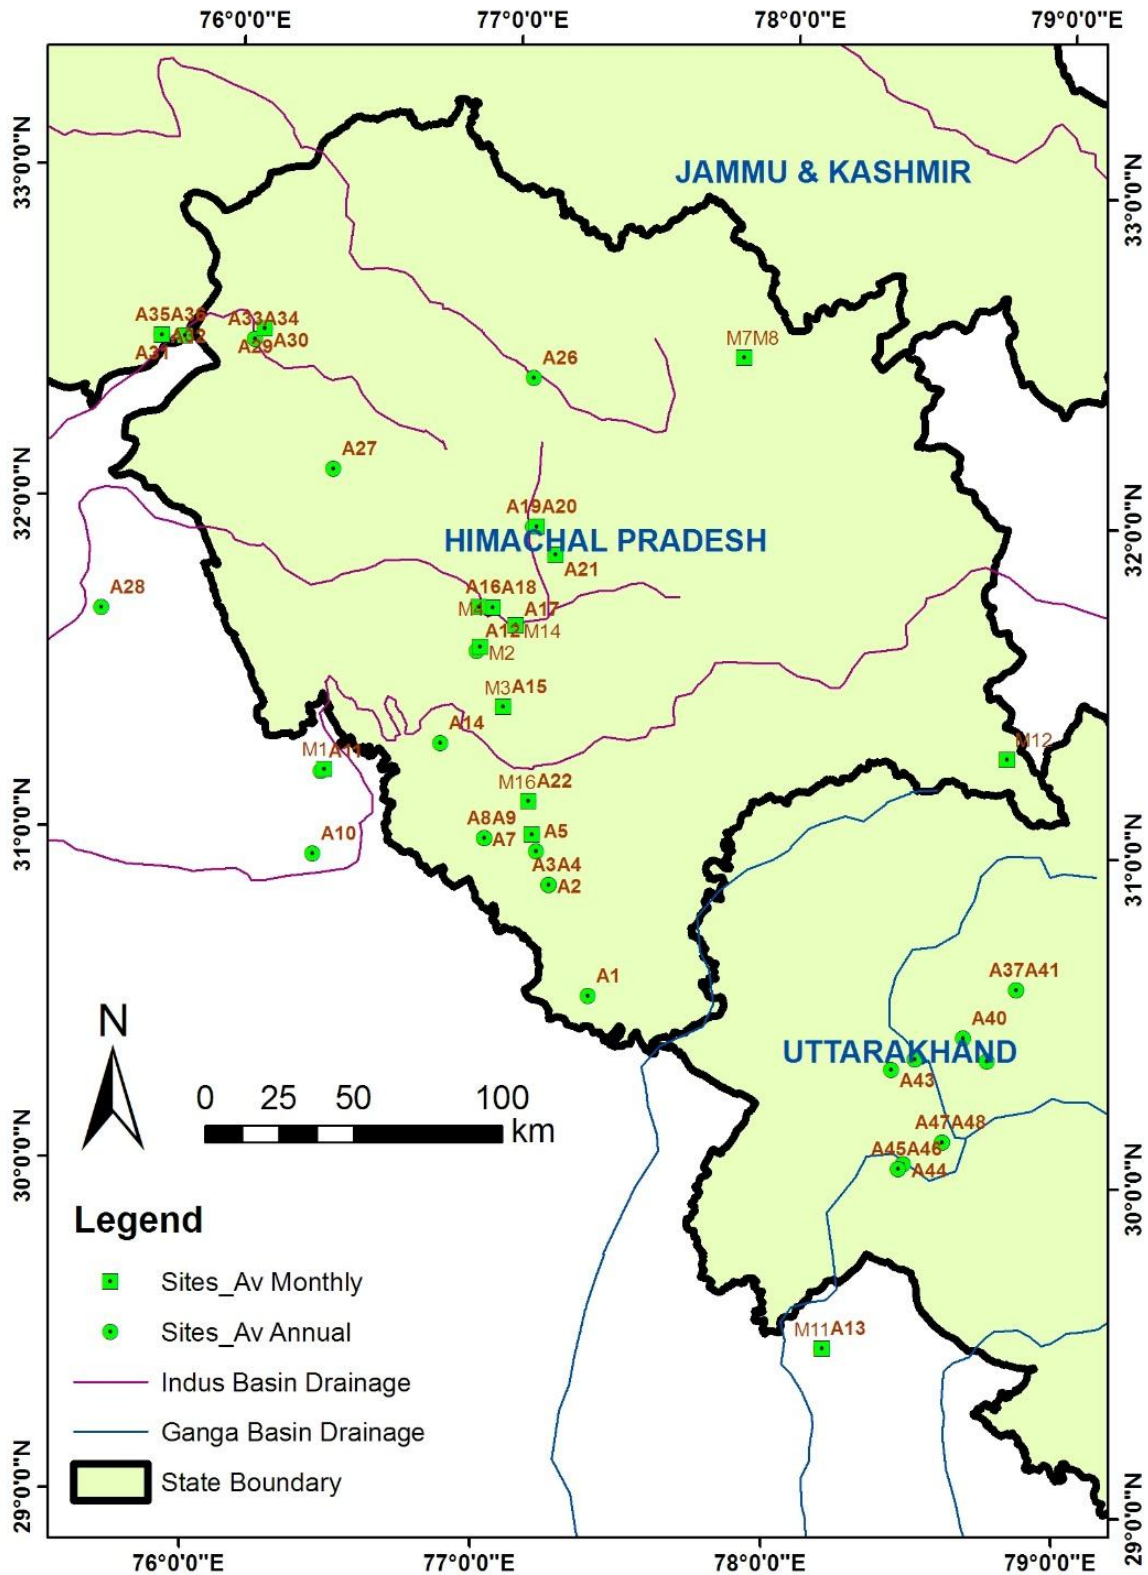 76°0'0"E 77°0'0"E 78°0'0"E 79°0'0"E
33°0'0"N
33°0'0"N
JAMMU & KASHMIR
A35A36
A33A34
A31
A32
A29
A30
M7M8
A26
A27
32°0'0"N
32°0'0"N
A19A20
HIMACHAL PRADESH
A21
A28
A16A18
A17
M14
A12
M2
M3A15
A14
M12
M1A11
M16A22
A8A9
A7
A5
A10
31°0'0"N
31°0'0"N
A3A4
A2
A1
A37A41
A40
UTTARAKHAND
A43
A47A48
A45A46
A44
30°0'0"N
30°0'0"N
N
0 25 50 100
km
Legend
Sites_Av Monthly
Sites_Av Annual
Indus Basin Drainage
Ganga Basin Drainage
State Boundary
M11A13
29°0'0"N
29°0'0"N
76°0'0"E 77°0'0"E 78°0'0"E 79°0'0"E